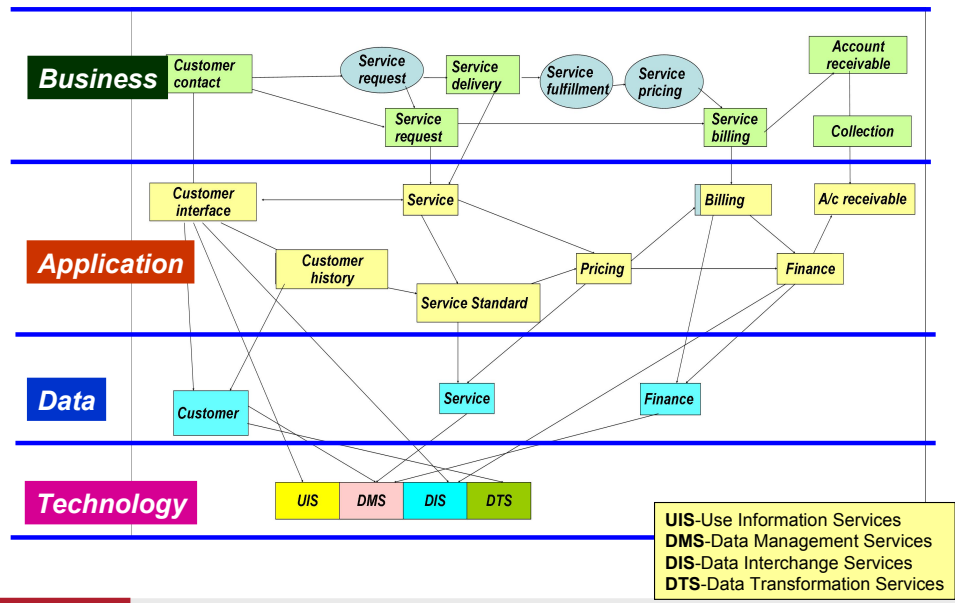 Business
Customer
contact
Service
request
Service
delivery
Service
fulfillment
Service
pricing
Account
receivable
Service
request
Service
billing
Collection
Application
Customer
interface
Service
Billing
A/c receivable
Customer
history
Service Standard
Pricing
Finance
Data
Customer
Service
Finance
Technology
UIS
DMS
DIS
DTS
UIS-Use Information Services
DMS-Data Management Services
DIS-Data Interchange Services
DTS-Data Transformation Services